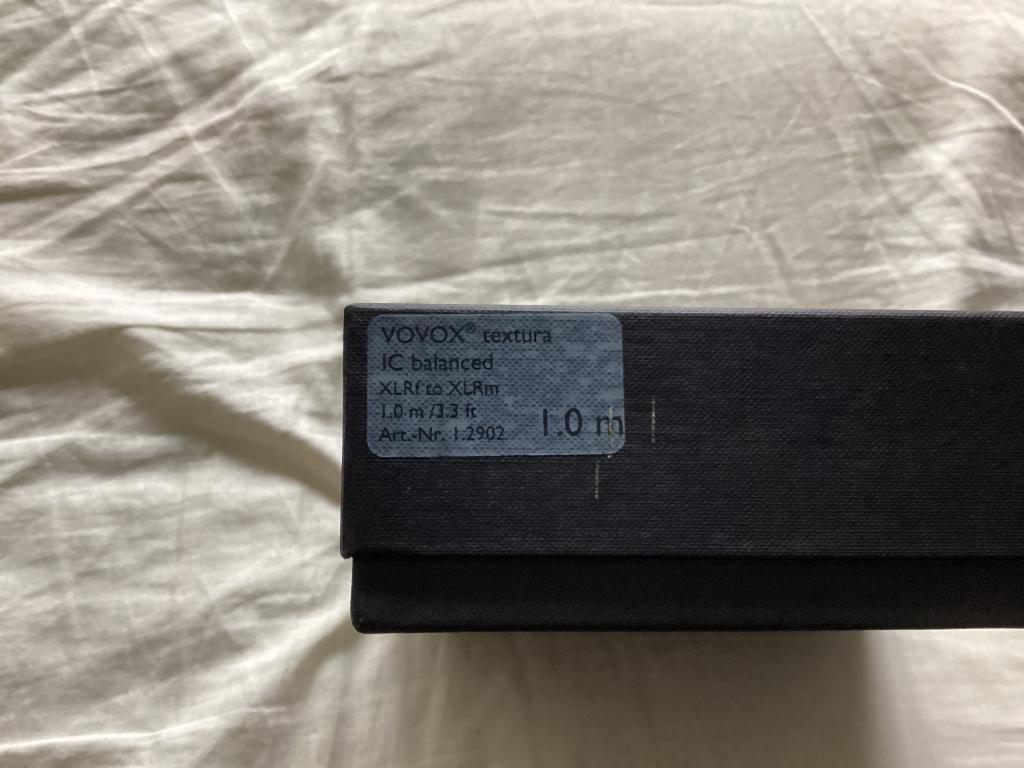 VOVOX® textura
IC balanced
XLRf to XLRm
1.0 m /3.3 ft
Art.-Nr. 1.2902
1.0 m